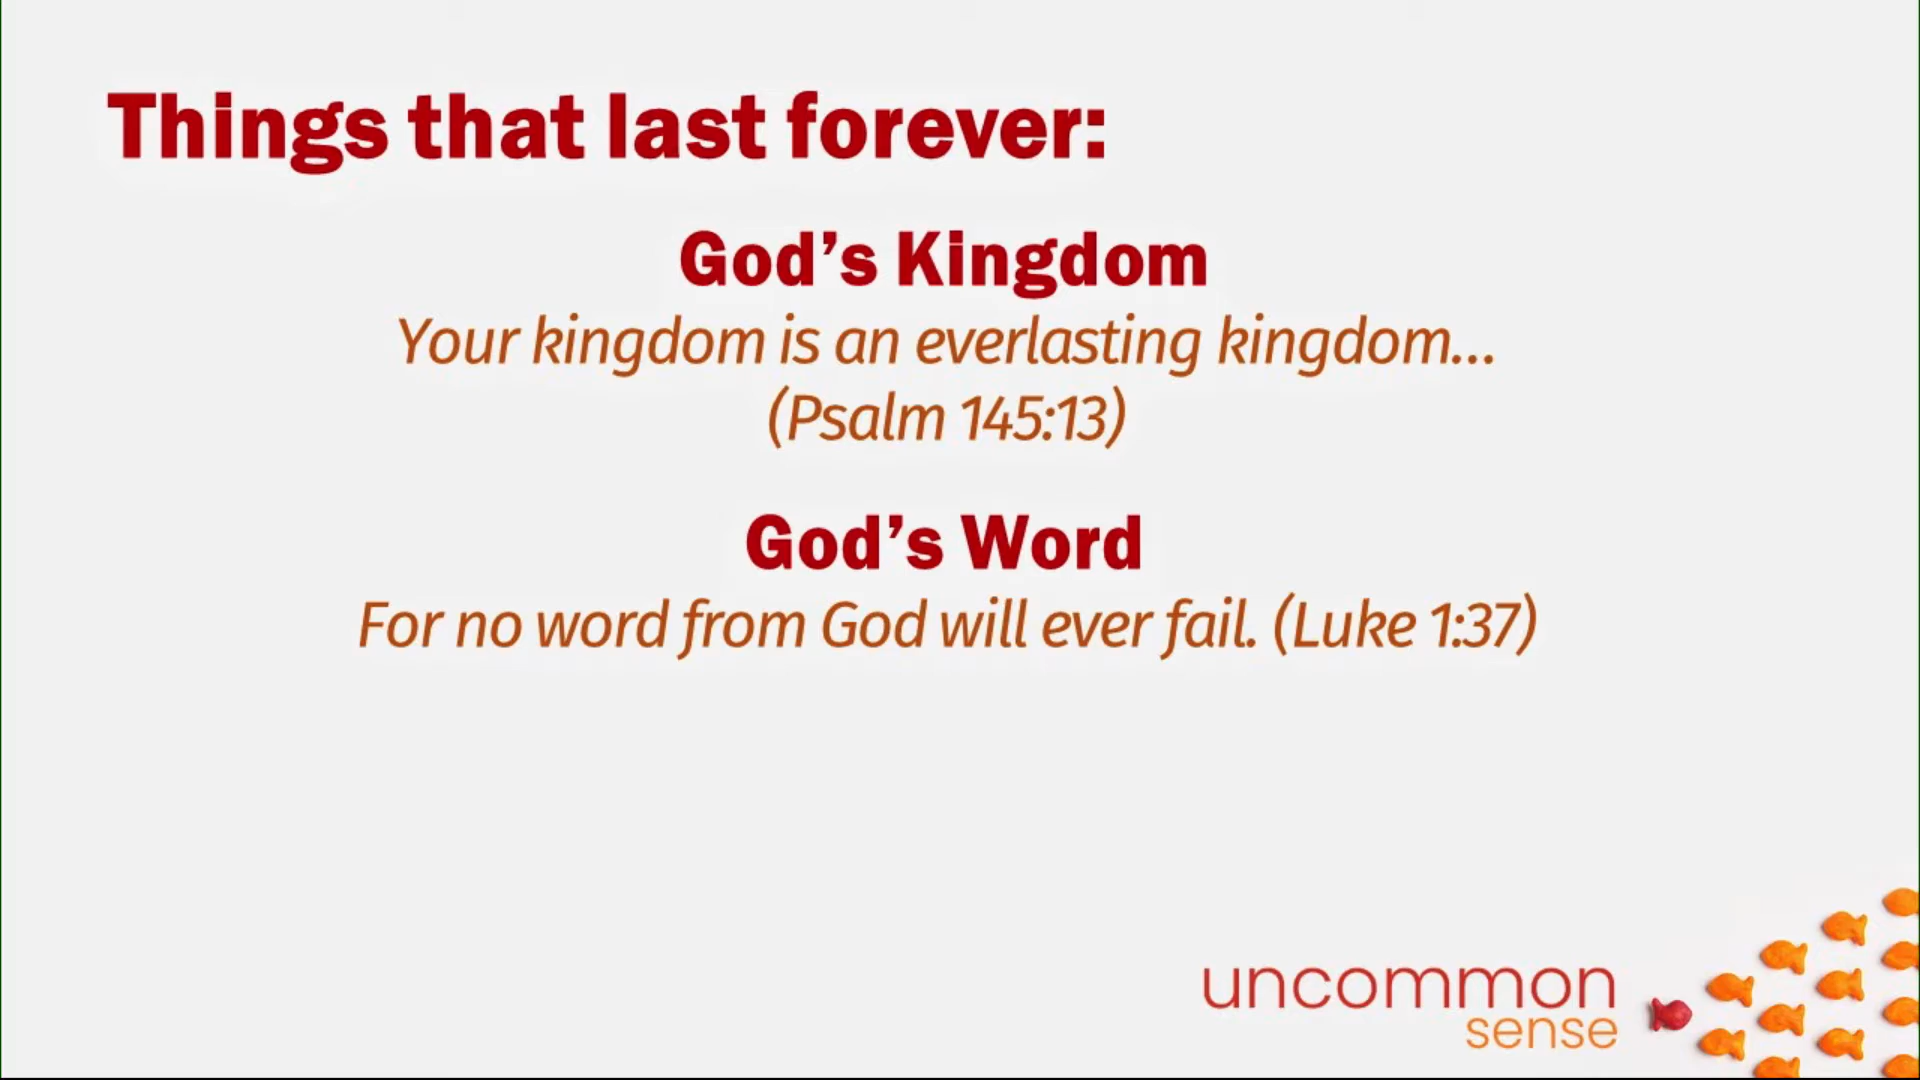 Things that last forever:
God’s Kingdom
Your kingdom is an everlasting kingdom...
(Psalm 145:13)
God’s Word
For no word from God will ever fail. (Luke 1:37)
uncommon
sense